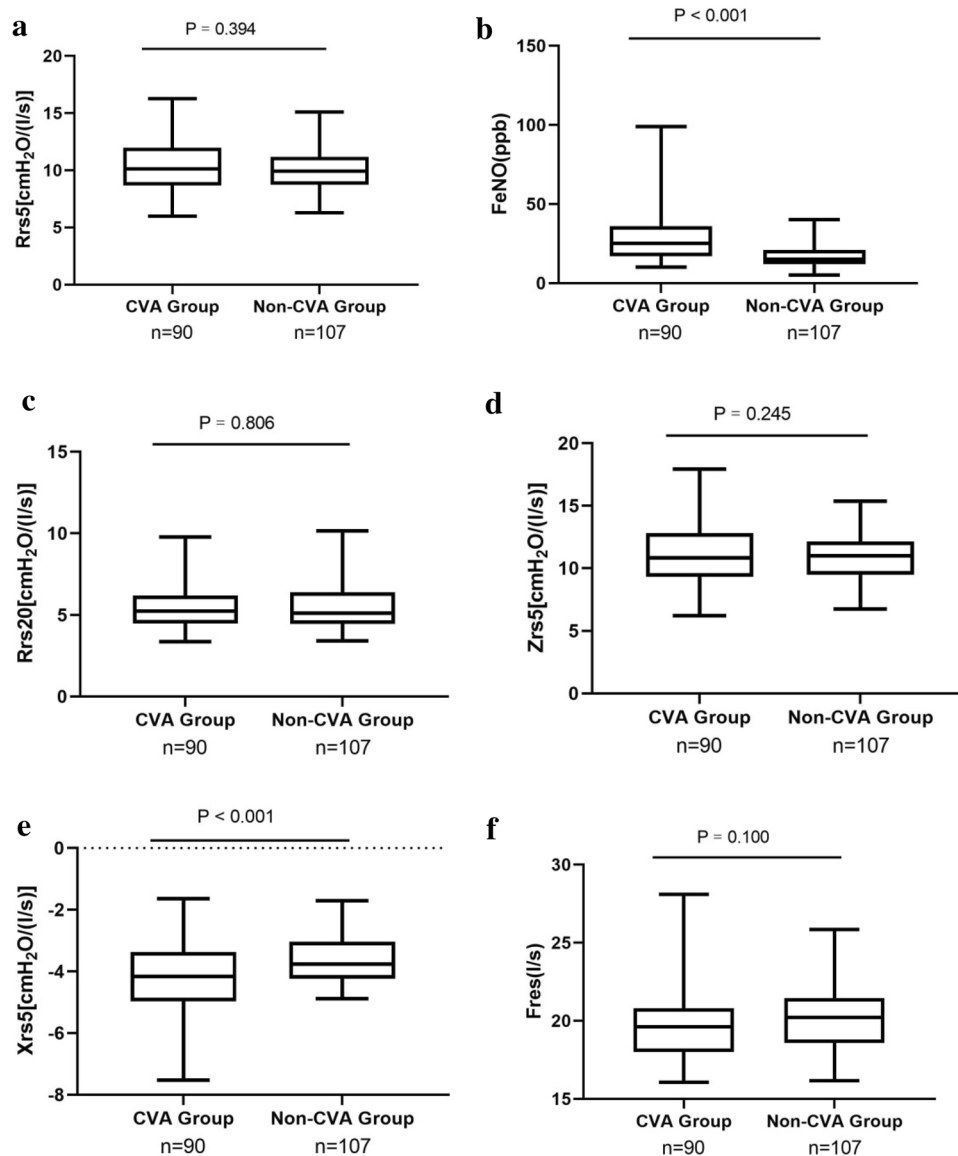 a
P = 0.394
Rrs5[cmH₂O/(l/s)]
20
15
10
5
0
CVA Group Non-CVA Group
n=90 n=107
b
P < 0.001
FeNO(ppb)
150
100
50
0
CVA Group Non-CVA Group
n=90 n=107
c
P = 0.806
Rrs20[cmH₂O/(l/s)]
15
10
5
0
CVA Group Non-CVA Group
n=90 n=107
d
P = 0.245
Zrs5[cmH₂O/(l/s)]
20
15
10
5
0
CVA Group Non-CVA Group
n=90 n=107
e
P < 0.001
Xrs5[cmH₂O/(l/s)]
0
-2
-4
-6
-8
CVA Group Non-CVA Group
n=90 n=107
f
P = 0.100
Fres(l/s)
30
25
20
15
CVA Group Non-CVA Group
n=90 n=107